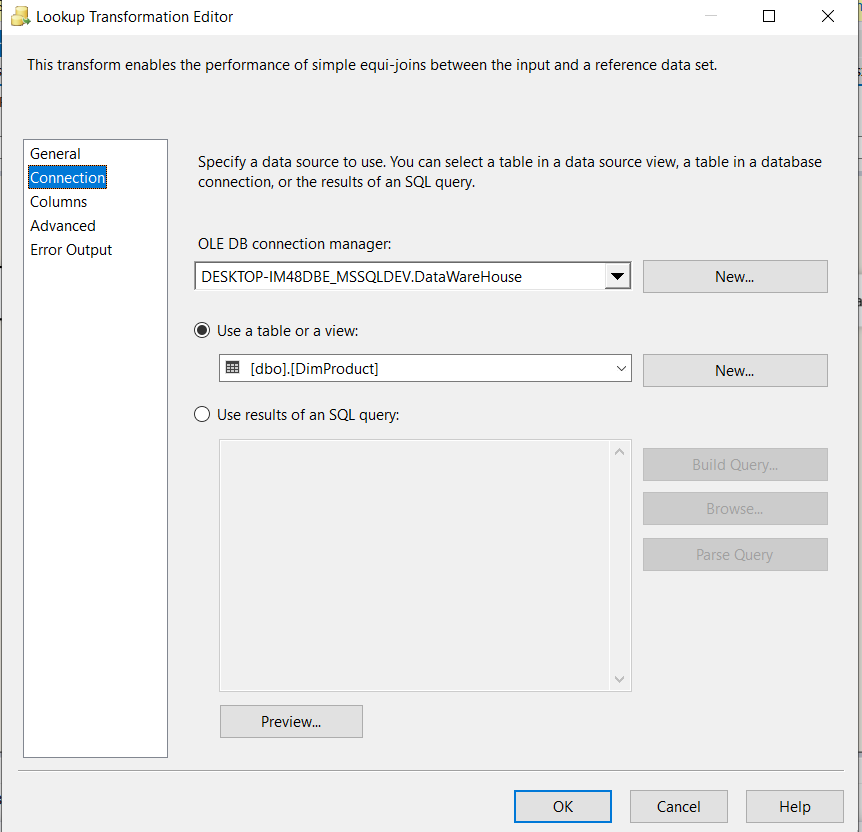 Lookup Transformation Editor
This transform enables the performance of simple equi-joins between the input and a reference data set.
General
Connection
Columns
Advanced
Error Output
Specify a data source to use. You can select a table in a data source view, a table in a database
connection, or the results of an SQL query.
OLE DB connection manager:
DESKTOP-IM48DBE_MSSQLDEV.DataWareHouse
New...
Use a table or a view:
[dbo].[DimProduct]
New...
Use results of an SQL query:
Build Query...
Browse...
Parse Query
Preview...
OK
Cancel
Help